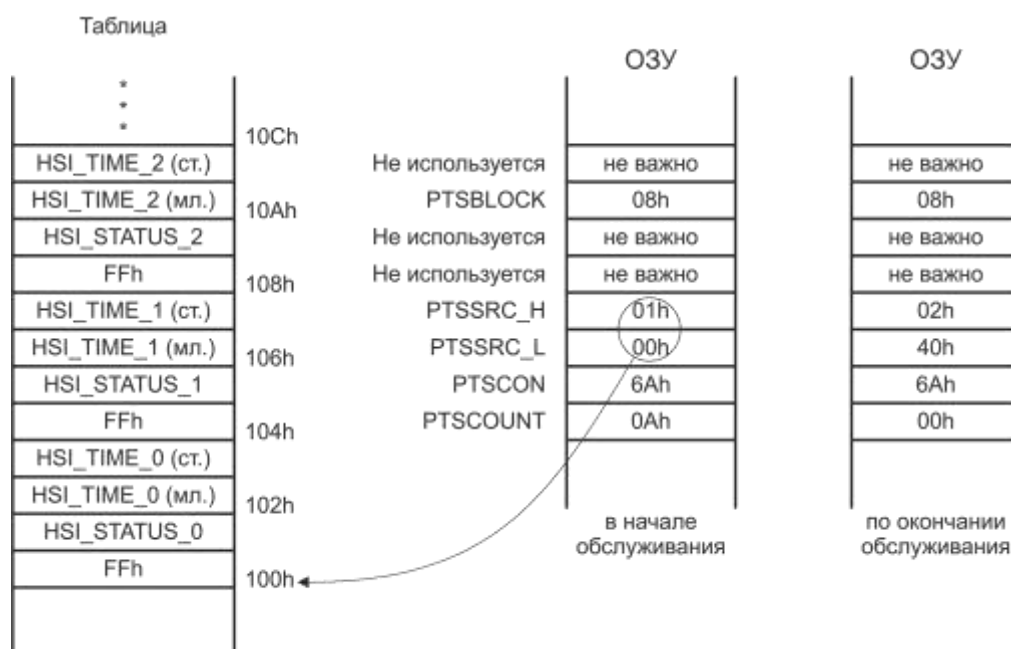 Таблица
ОЗУ
ОЗУ
*
*
*
10Ch
HSI_TIME_2 (ст.)
Не используется
не важно
не важно
HSI_TIME_2 (мл.)
10Ah
PTSBLOCK
08h
08h
HSI_STATUS_2
Не используется
не важно
не важно
FFh
108h
Не используется
не важно
не важно
HSI_TIME_1 (ст.)
PTSSRC_H
01h
02h
HSI_TIME_1 (мл.)
106h
PTSSRC_L
00h
40h
HSI_STATUS_1
PTSCON
6Ah
6Ah
FFh
104h
PTSCOUNT
0Ah
00h
HSI_TIME_0 (ст.)
HSI_TIME_0 (мл.)
102h
HSI_STATUS_0
в начале
обслуживания
по окончании
обслуживания
FFh
100h